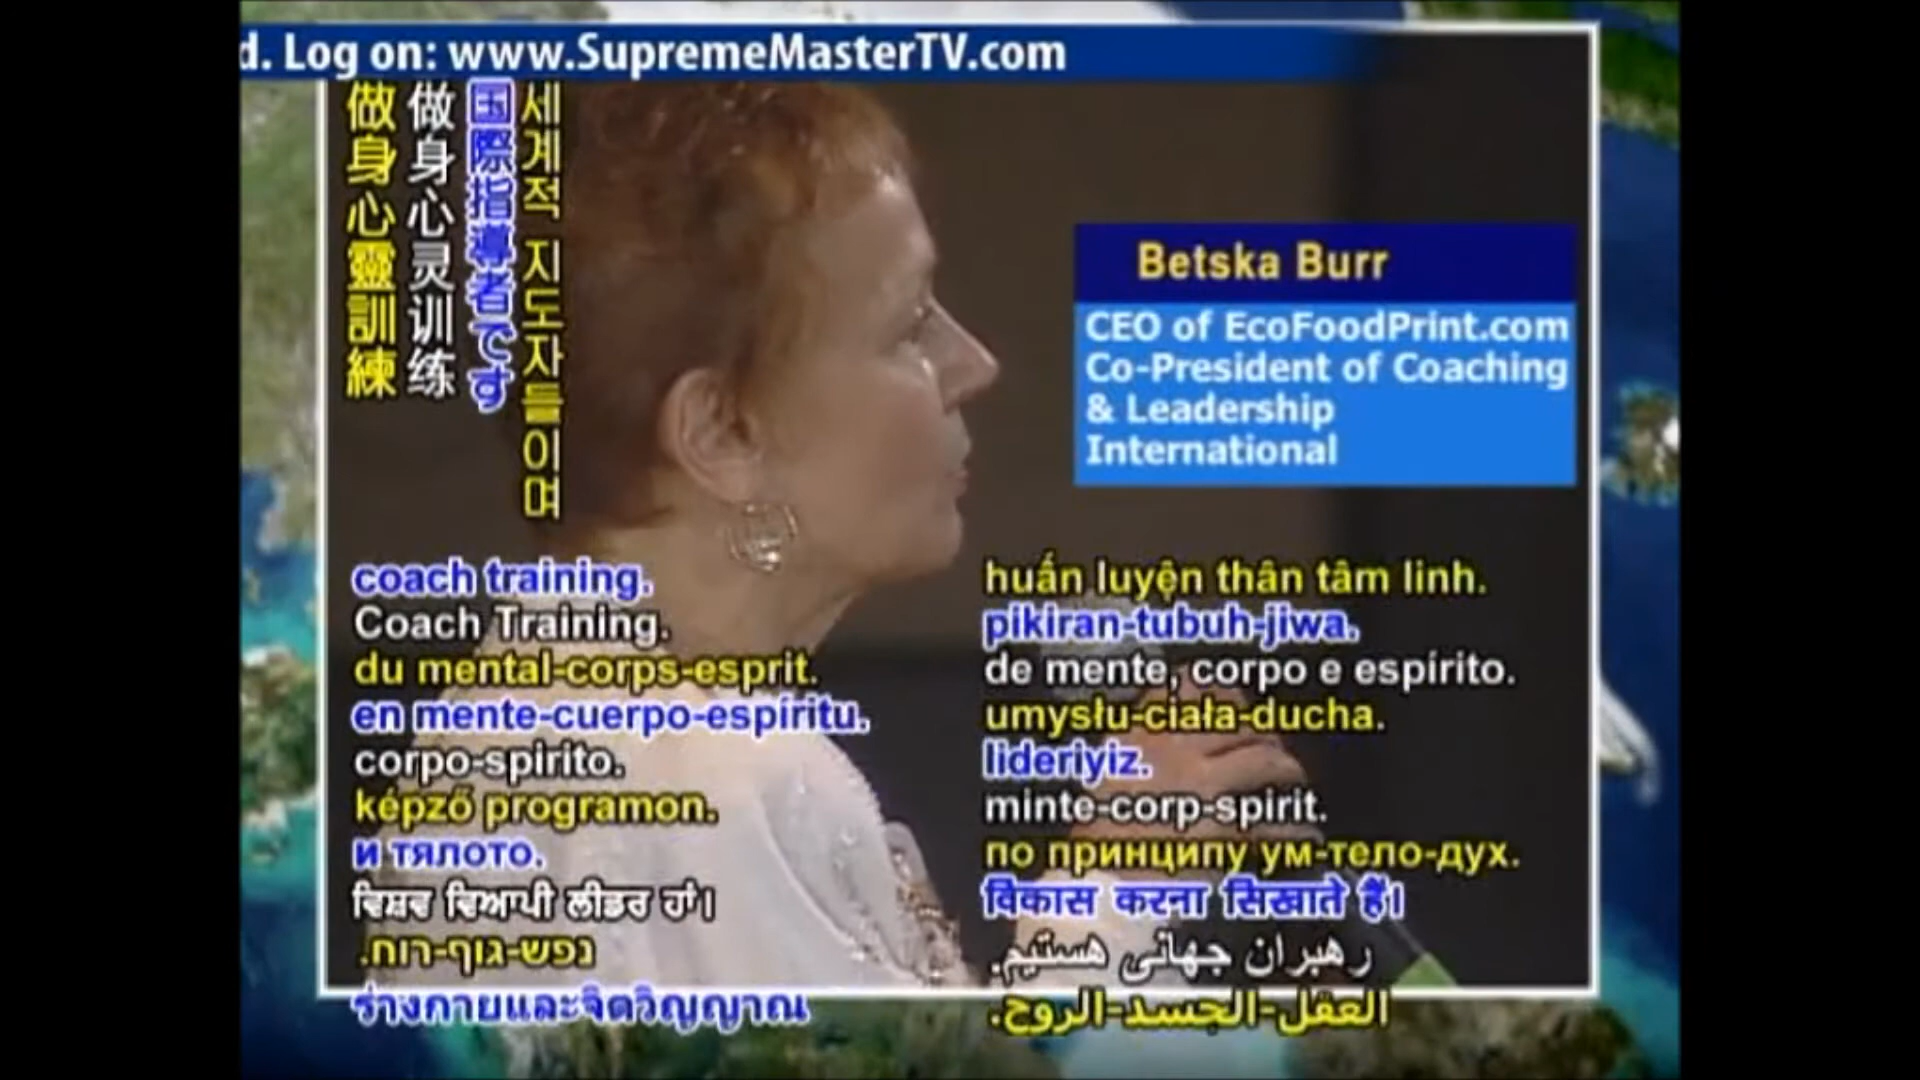 d. Log on: www.SupremeMasterTV.com
做身心靈訓練
做身心灵训练
国際指導者です
세계적 지도자들이며
Betska Burr
CEO of EcoFoodPrint.com
Co-President of Coaching
& Leadership
International
coach training.
Coach Training.
du mental-corps-esprit.
en mente-cuerpo-espíritu.
corpo-spirito.
képző programon.
и тялото.
ਵਿਸ਼ਵ ਵਿਆਪੀ ਲੀਡਰ ਹਾਂ।
נפש-גוף-רוח.
ร่างกายและจิตวิญญาณ
huấn luyện thân tâm linh.
pikiran-tubuh-jiwa.
de mente, corpo e espírito.
umysłu-ciała-ducha.
lideriyiz.
minte-corp-spirit.
по принципу ум-тело-дух.
विकास करना सिखाते हैं।
رهبران جهانی هستیم.
العقل-الجسد-الروح.